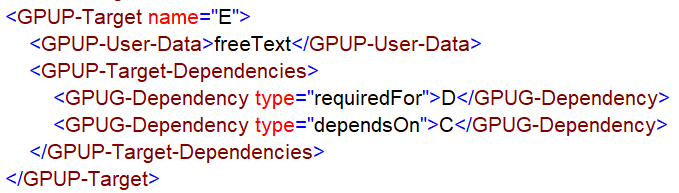 <GPUP-Target name="E">
<GPUP-User-Data>freeText</GPUP-User-Data>
<GPUP-Target-Dependencies>
<GPUG-Dependency type="requiredFor">D</GPUG-Dependency>
<GPUG-Dependency type="dependsOn">C</GPUG-Dependency>
</GPUP-Target-Dependencies>
</GPUP-Target>